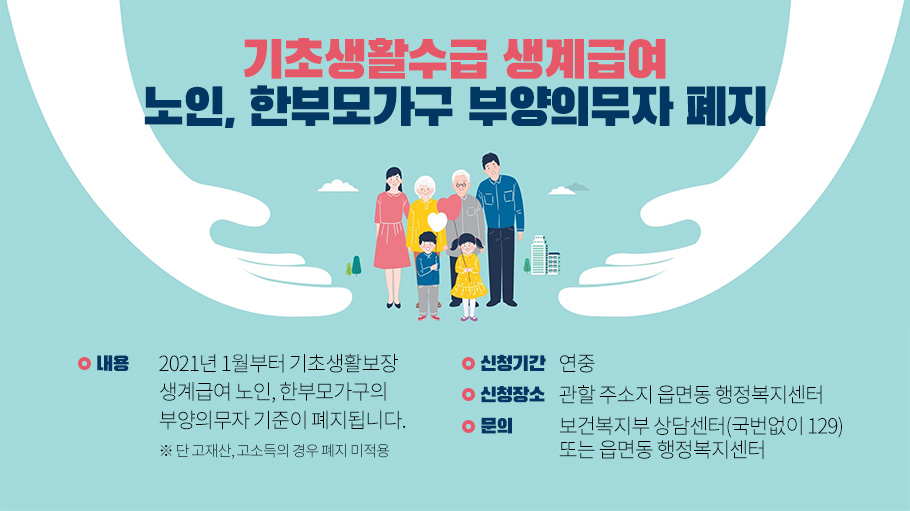 기초생활수급 생계급여
노인, 한부모가구 부양의무자 폐지
내용
2021년 1월부터 기초생활보장
생계급여 노인, 한부모가구의
부양의무자 기준이 폐지됩니다.
※ 단 고재산, 고소득의 경우 폐지 미적용
신청기간 연중
신청장소 관할 주소지 읍면동 행정복지센터
문의 보건복지부 상담센터(국번없이 129)
또는 읍면동 행정복지센터